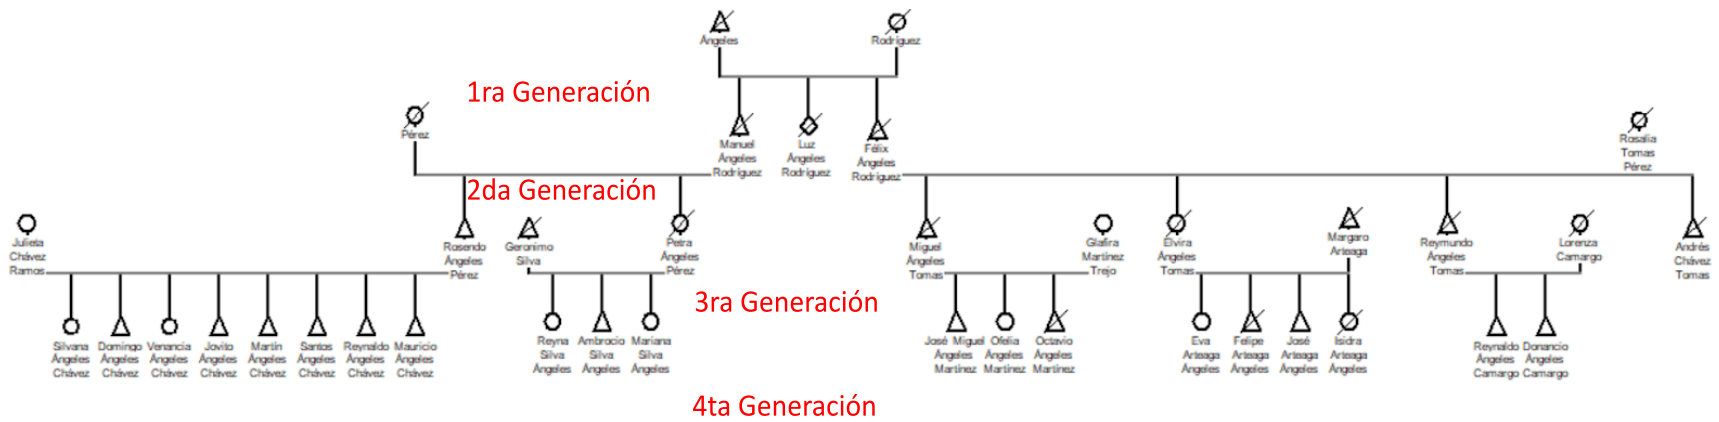 Ángeles
Rodríguez
1ra Generación
Pérez
Manuel
Ángeles
Rodríguez
Luz
Ángeles
Rodríguez
Félix
Ángeles
Rodríguez
Rosalia
Tomas
Pérez
2da Generación
Julieta
Chávez
Ramos
Rosendo
Ángeles
Pérez
Geronimo
Silva
Petra
Ángeles
Pérez
Miguel
Ángeles
Tomas
Glafira
Martínez
Trejo
Elvira
Ángeles
Tomas
Margaro
Arteaga
Reymundo
Ángeles
Tomas
Lorenza
Camargo
Andrés
Chávez
Tomas
3ra Generación
Silvana
Ángeles
Chávez
Domingo
Ángeles
Chávez
Venancia
Ángeles
Chávez
Jovito
Ángeles
Chávez
Martín
Ángeles
Chávez
Santos
Ángeles
Chávez
Reynaldo
Ángeles
Chávez
Mauricio
Ángeles
Chávez
Reyna
Silva
Ángeles
Ambrocio
Silva
Ángeles
Mariana
Silva
Ángeles
José Miguel
Ángeles
Martínez
Ofelia
Ángeles
Martínez
Octavio
Ángeles
Martínez
Eva
Arteaga
Ángeles
Felipe
Arteaga
Ángeles
José
Arteaga
Ángeles
Isidra
Arteaga
Ángeles
Reynaldo
Ángeles
Camargo
Donancio
Ángeles
Camargo
4ta Generación